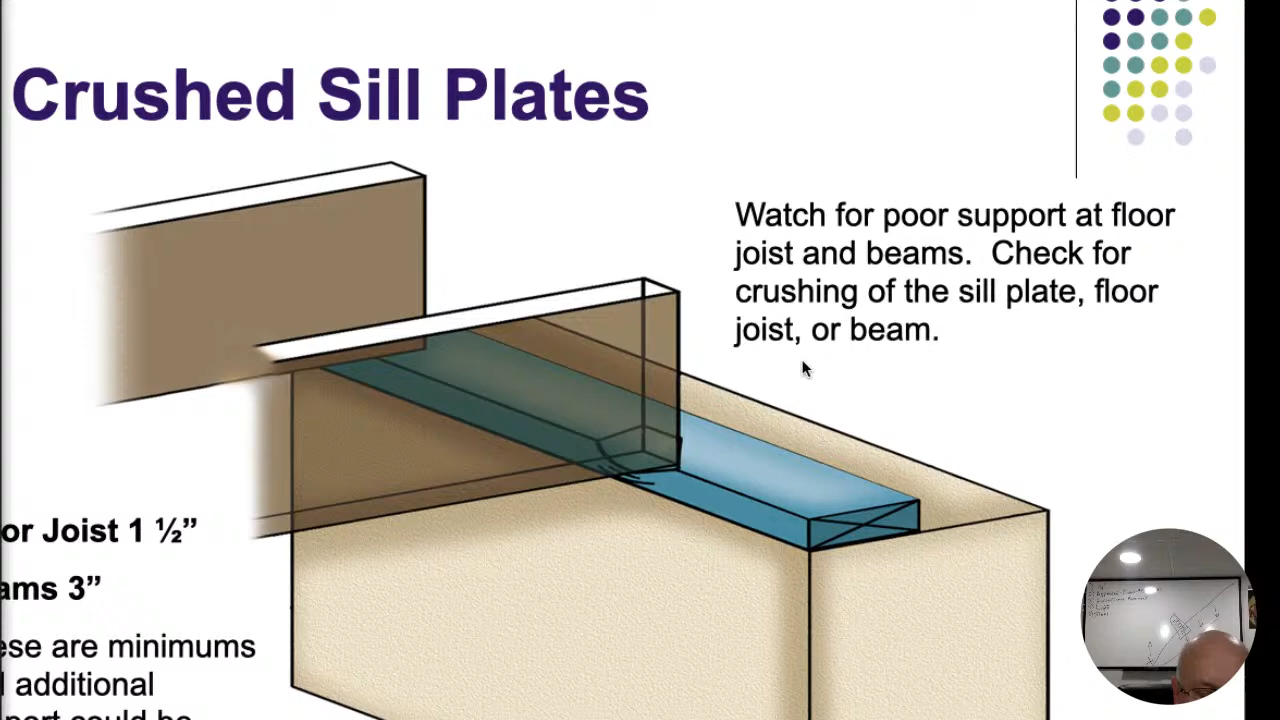 Crushed Sill Plates
Watch for poor support at floor
joist and beams. Check for
crushing of the sill plate, floor
joist, or beam.
or Joist 1 ½”
ams 3”
ese are minimums
additional